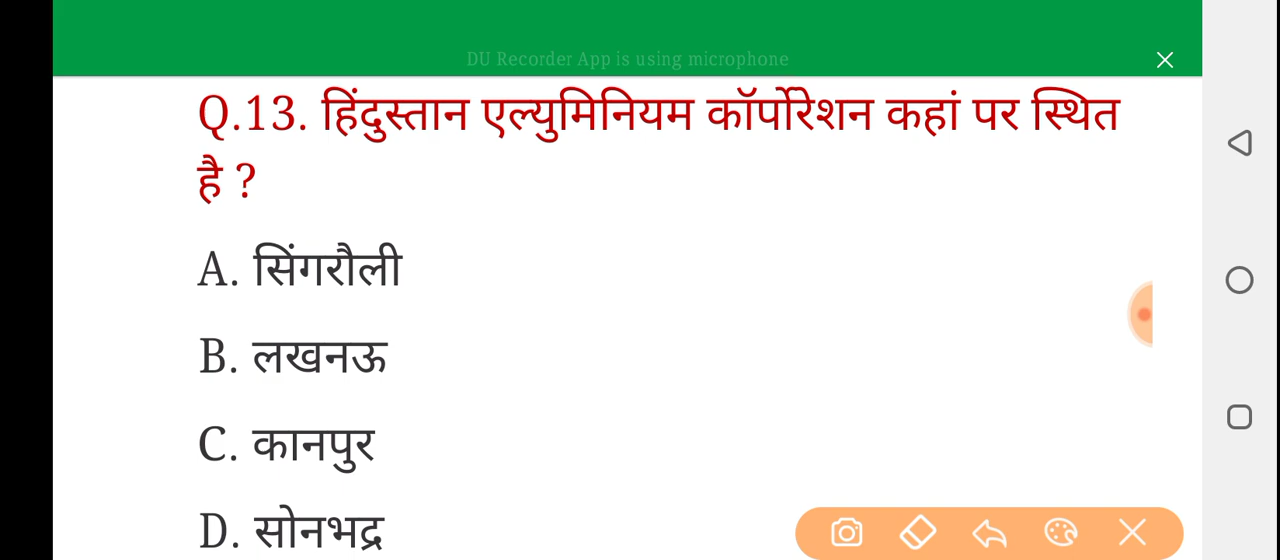 DU Recorder App is using microphone
Q.13. हिंदुस्तान एल्युमिनियम कॉर्पोरेशन कहां पर स्थित
है ?
A. सिंगरौली
B. लखनऊ
C. कानपुर
D. सोनभद्र